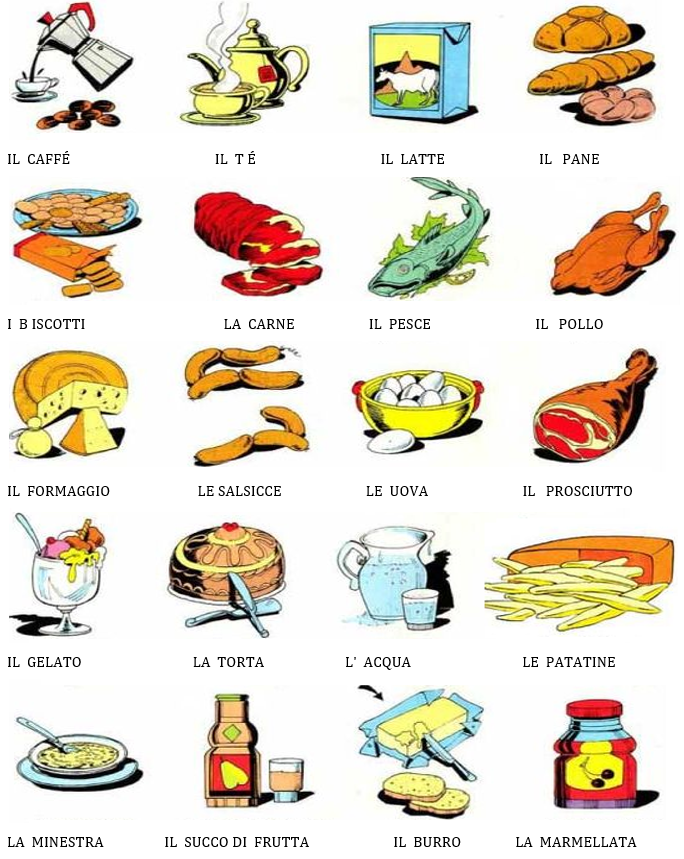 IL CAFFÉ IL T É IL LATTE IL PANE
I B ISCOTTI LA CARNE IL PESCE IL POLLO
IL FORMAGGIO LE SALSICCE LE UOVA IL PROSCIUTTO
IL GELATO LA TORTA L' ACQUA LE PATATINE
LA MINESTRA IL SUCCO DI FRUTTA IL BURRO LA MARMELLATA